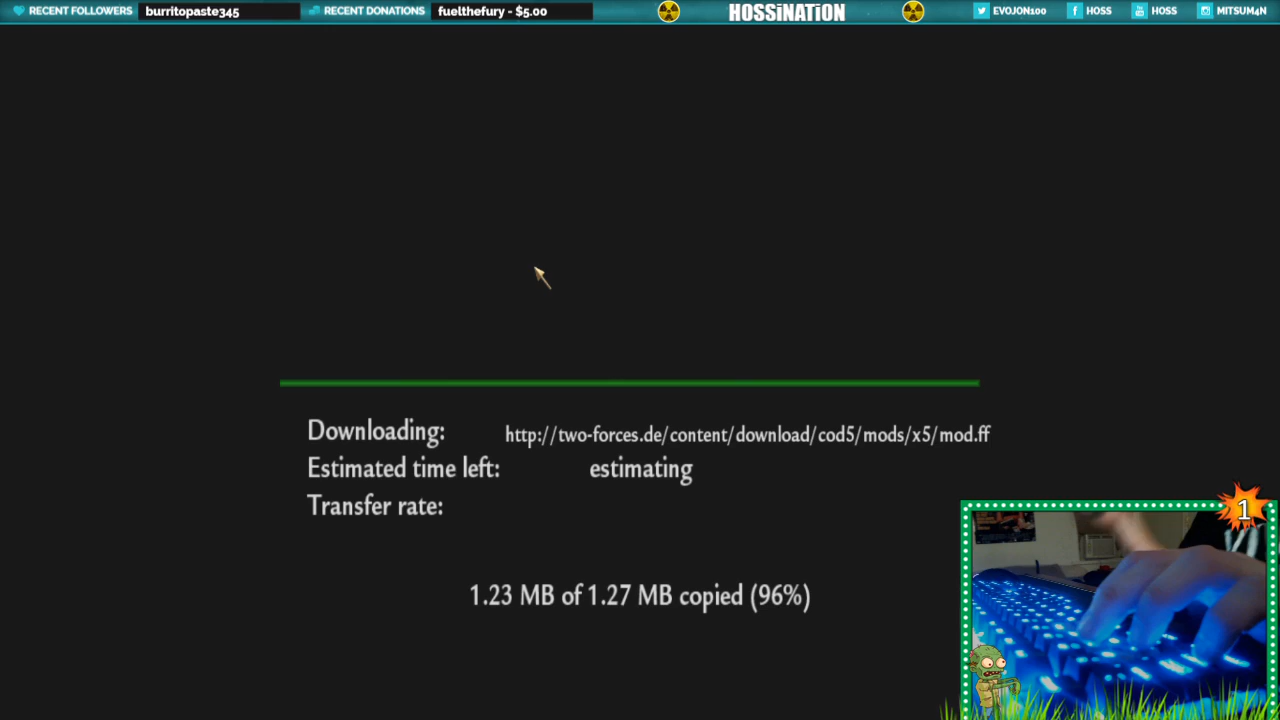 RECENT FOLLOWERS burritopaste345 RECENT DONATIONS fuelthefury - $5.00 HOSSiNATiON EVOJON100 HOSS HOSS MITSUM4N
Downloading: http://two-forces.de/content/download/cod5/mods/x5/mod.ff
Estimated time left: estimating
Transfer rate:
1
1.23 MB of 1.27 MB copied (96%)